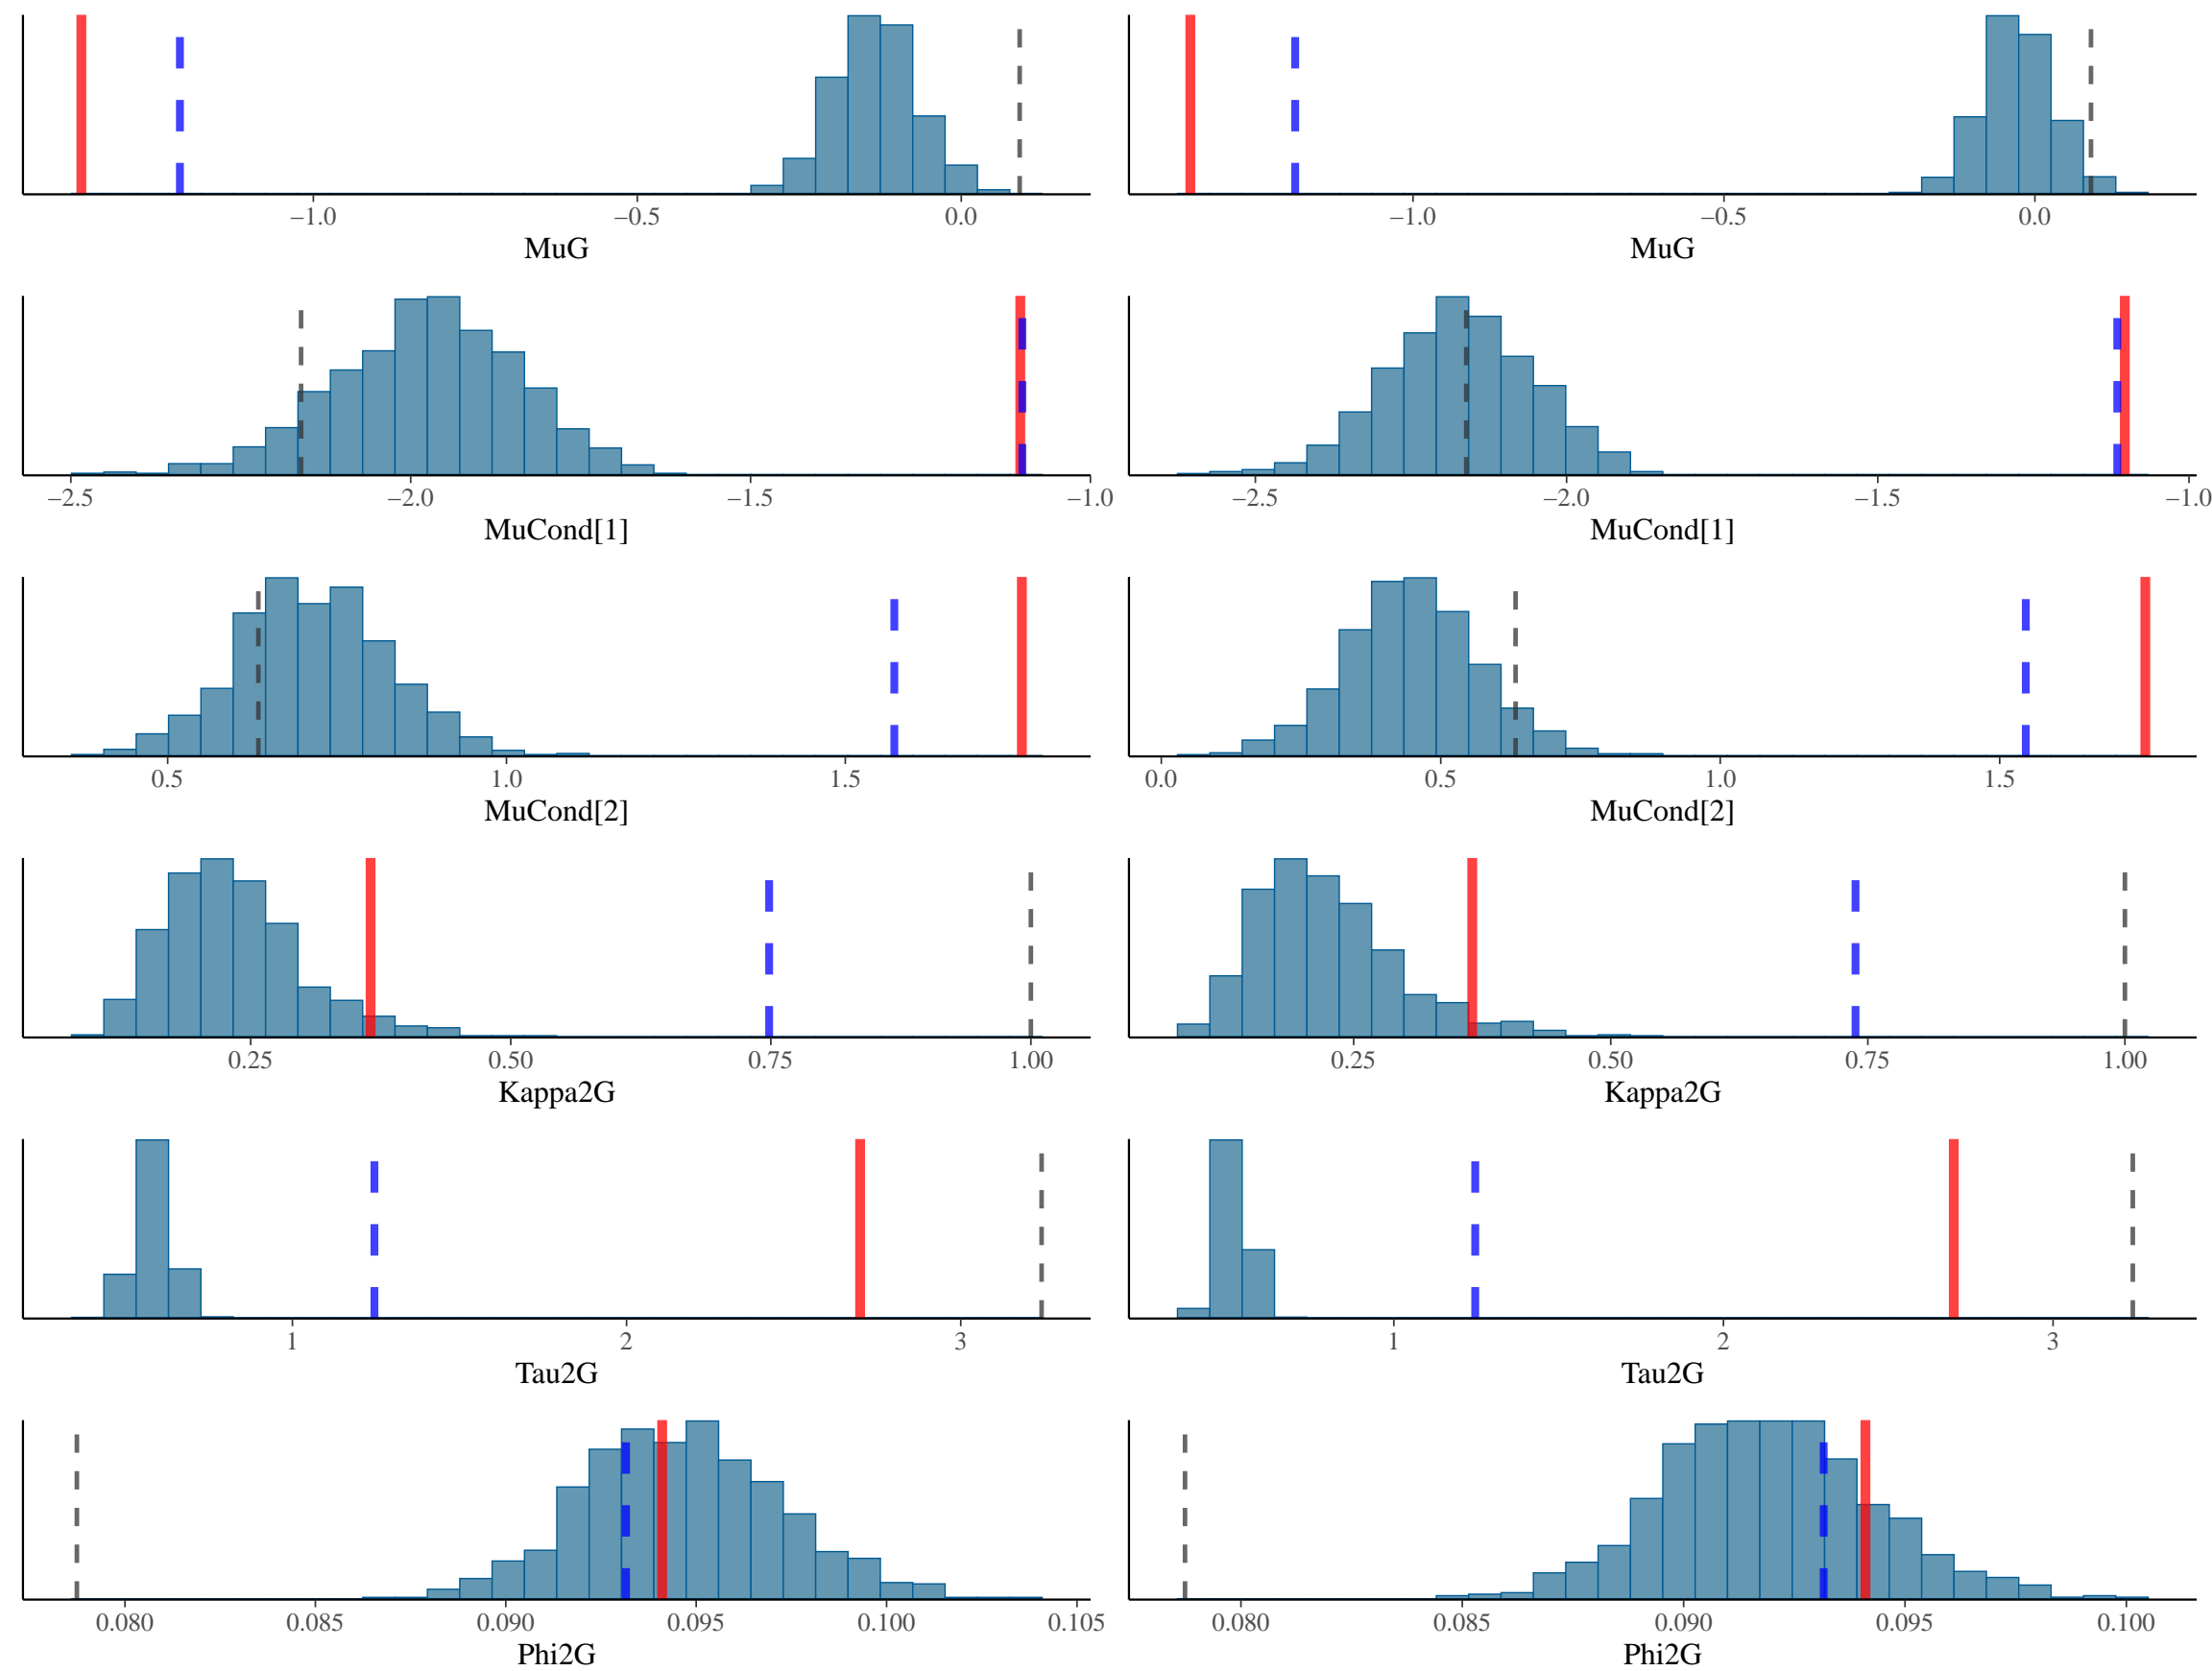 −1.0 −0.5 0.0 −1.0 −0.5 0.0
MuG MuG
−2.5 −2.0 −1.5 −1.0 −2.5 −2.0 −1.5 −1.0
MuCond[1] MuCond[1]
0.5 1.0 1.5 0.0 0.5 1.0 1.5
MuCond[2] MuCond[2]
0.25 0.50 0.75 1.00 0.25 0.50 0.75 1.00
Kappa2G Kappa2G
1 2 3 1 2 3
Tau2G Tau2G
0.080 0.085 0.090 0.095 0.100 0.105 0.080 0.085 0.090 0.095 0.100
Phi2G Phi2G